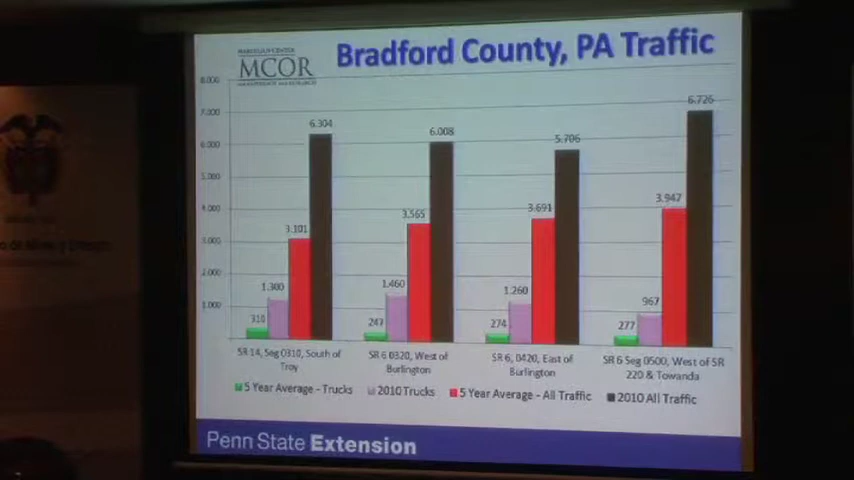 Bradford County, PA Traffic
MARCELLUS CENTER
MCOR
8.000
7.000
6.000
5.000
4.000
3.000
2.000
1.000
310
1.300
3.101
6.304
247
1.460
3.565
6.008
274
1.260
3.691
5.706
277
967
3.947
6.726
SR 14, Seg 0310, South of
Troy
SR 6 0320, West of
Burlington
SR 6, 0420, East of
Burlington
SR 6 Seg 0500, West of SR
220 & Towanda
5 Year Average - Trucks
2010 Trucks
5 Year Average - All Traffic
2010 All Traffic
Penn State Extension